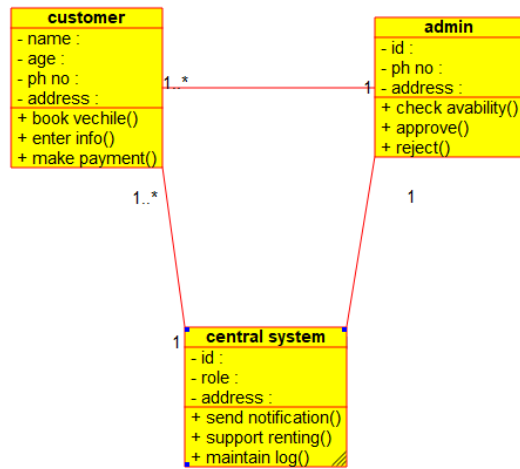 customer
- name :
- age :
- ph no :
- address :
+ book vechile()
+ enter info()
+ make payment()
1..*
1
admin
- id :
- ph no :
- address :
+ check avability()
+ approve()
+ reject()
1..*
1
1
central system
- id :
- role :
- address :
+ send notification()
+ support renting()
+ maintain log()